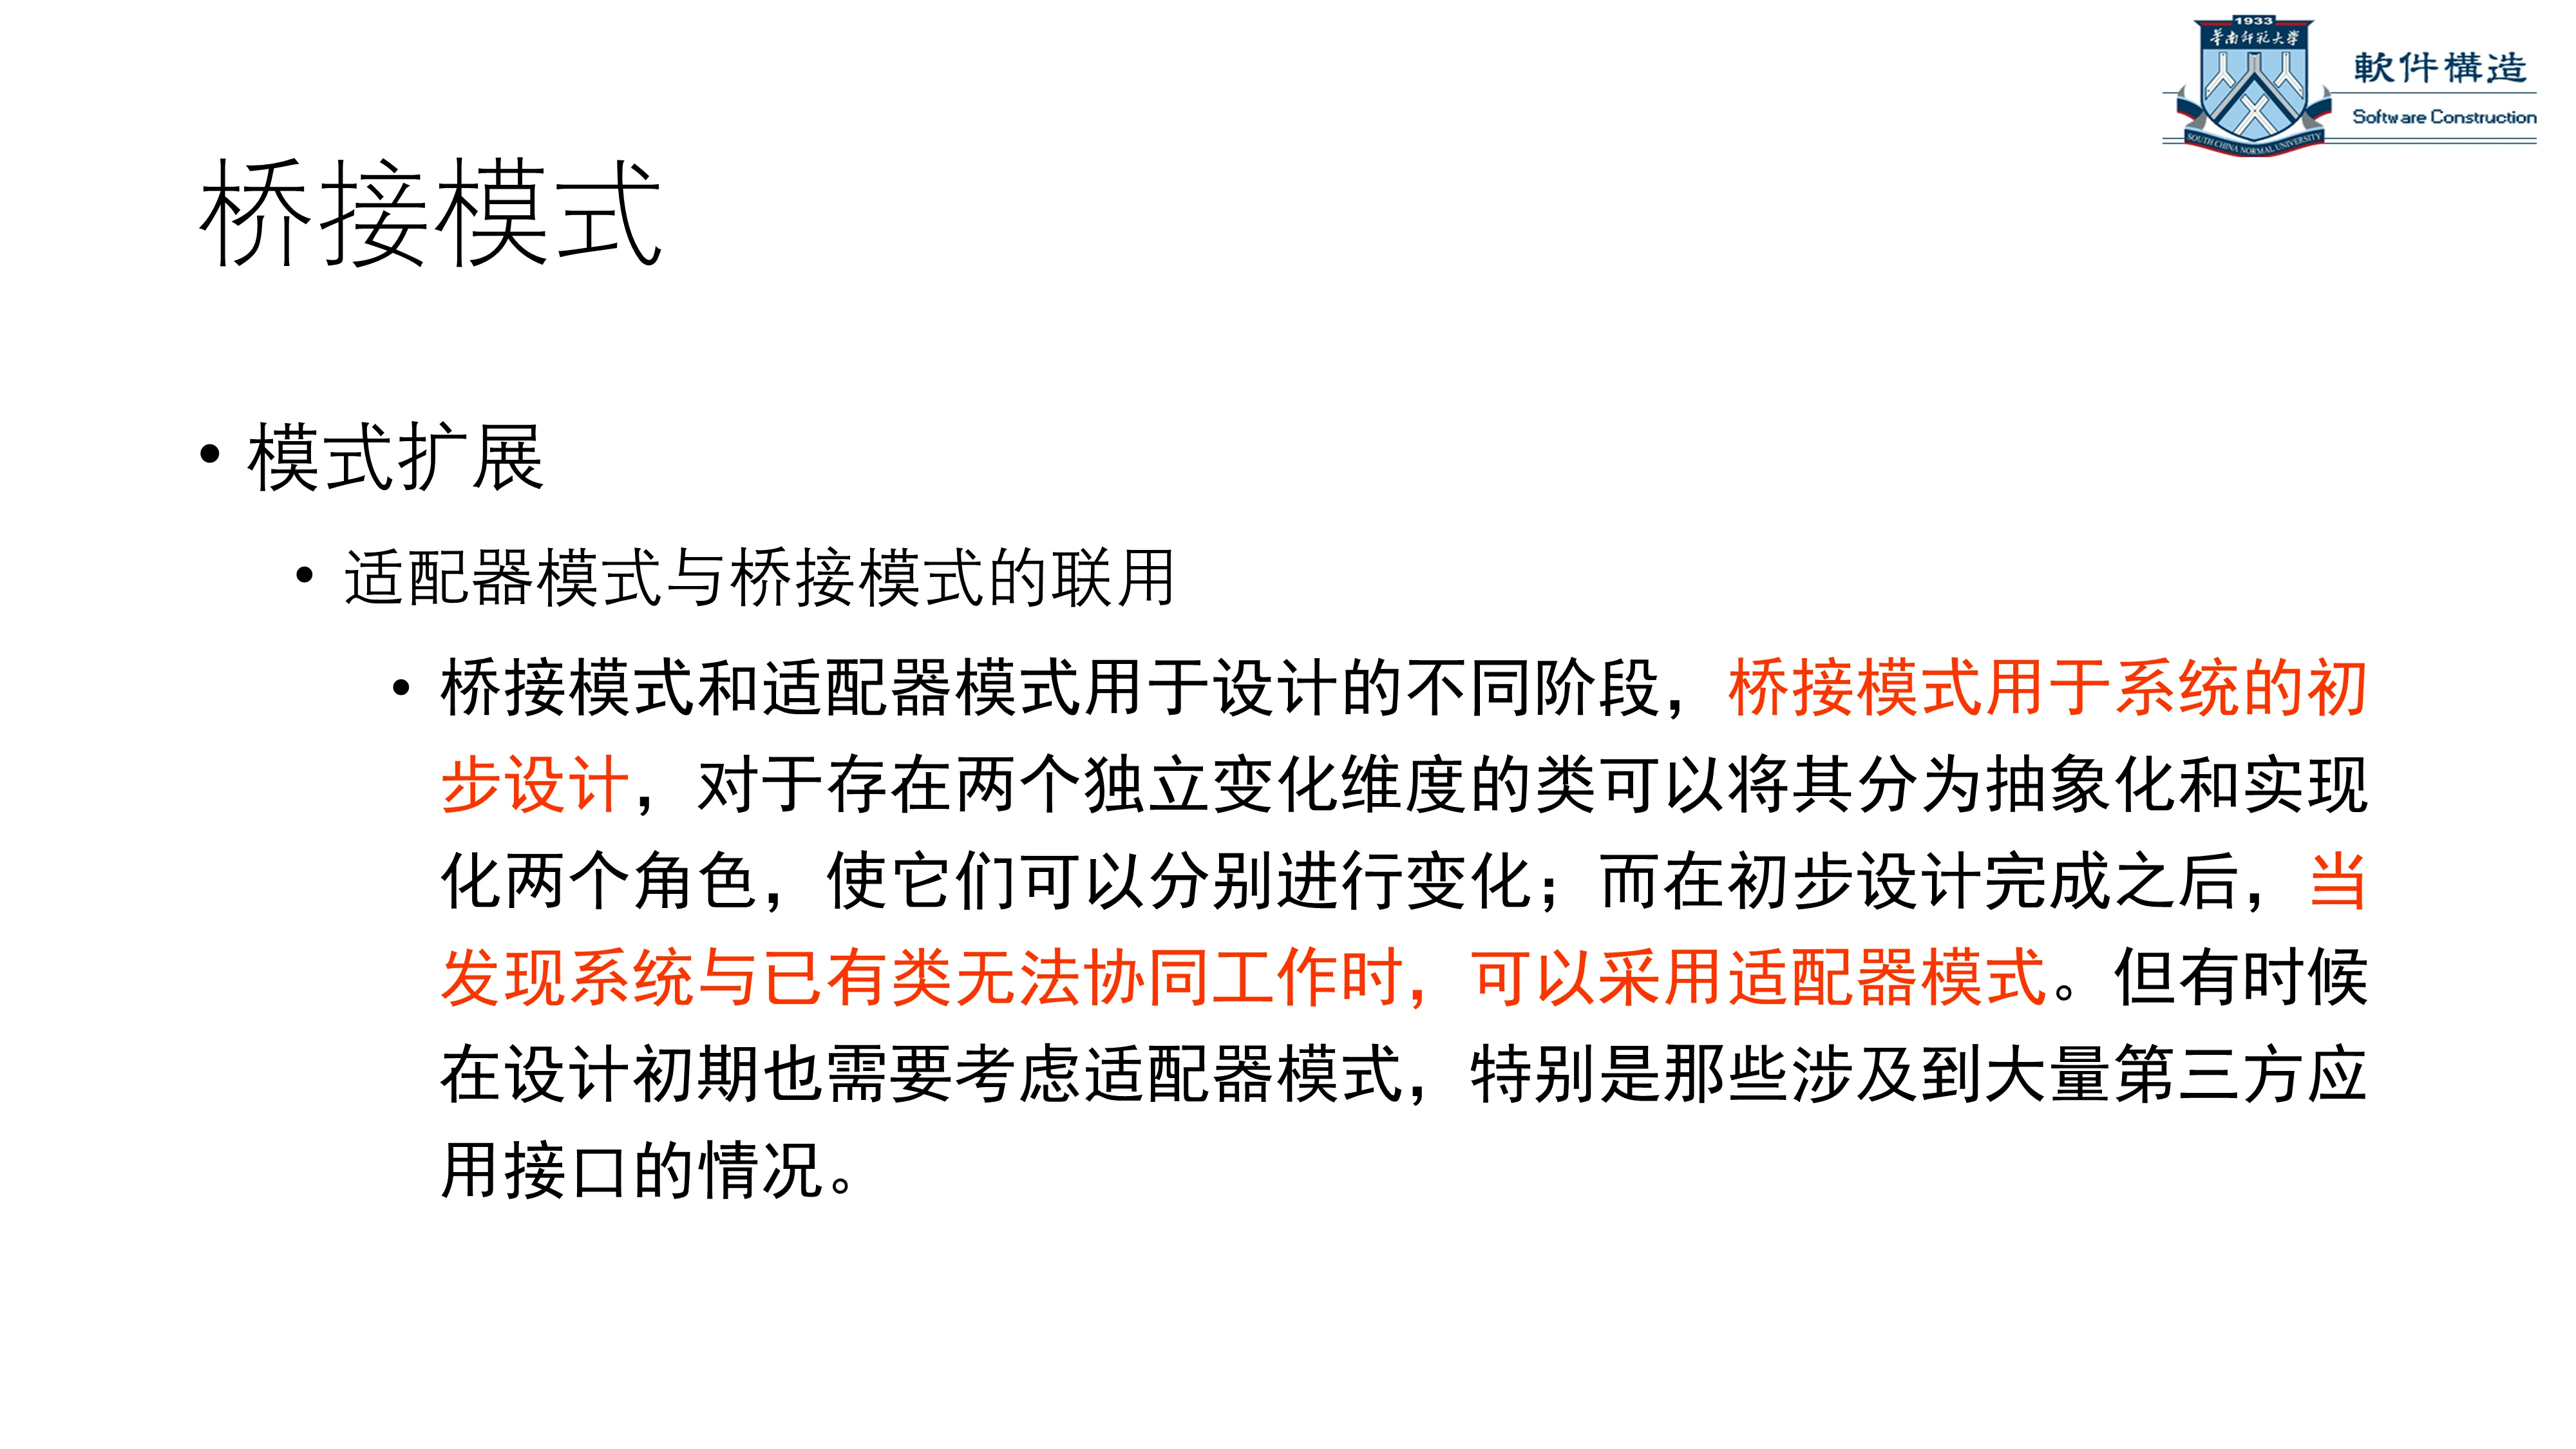 1933
华南师范大学
SOUTH CHINA NORMAL UNIVERSITY
軟件構造
Software Construction
桥接模式
• 模式扩展
• 适配器模式与桥接模式的联用
• 桥接模式和适配器模式用于设计的不同阶段，桥接模式用于系统的初
步设计，对于存在两个独立变化维度的类可以将其分为抽象化和实现
化两个角色，使它们可以分别进行变化；而在初步设计完成之后，当
发现系统与已有类无法协同工作时，可以采用适配器模式。但有时候
在设计初期也需要考虑适配器模式，特别是那些涉及到大量第三方应
用接口的情况。